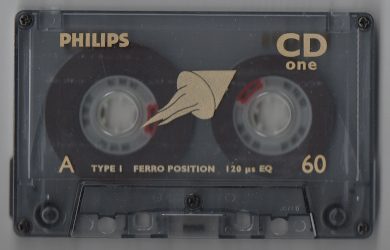 PHILIPS
CD
one
A TYPE I FERRO POSITION 120 µs EQ 60